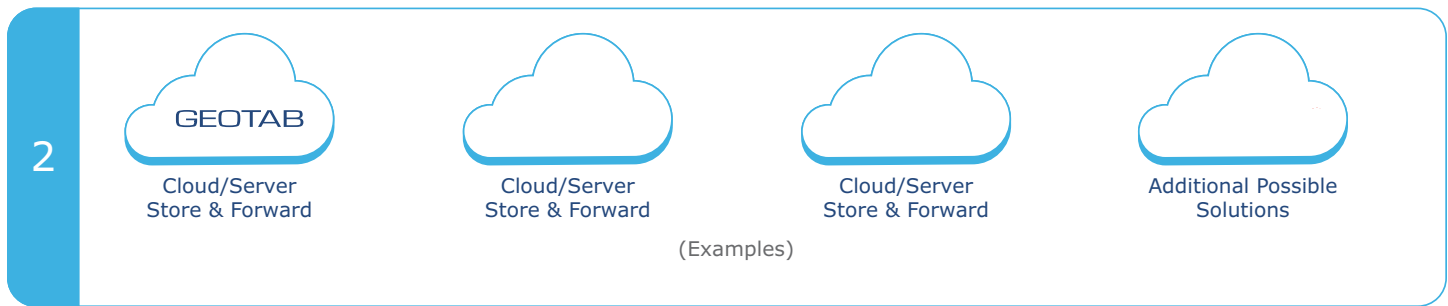 2
GEOTAB
Cloud/Server
Store & Forward
Cloud/Server
Store & Forward
Cloud/Server
Store & Forward
Additional Possible
Solutions
(Examples)